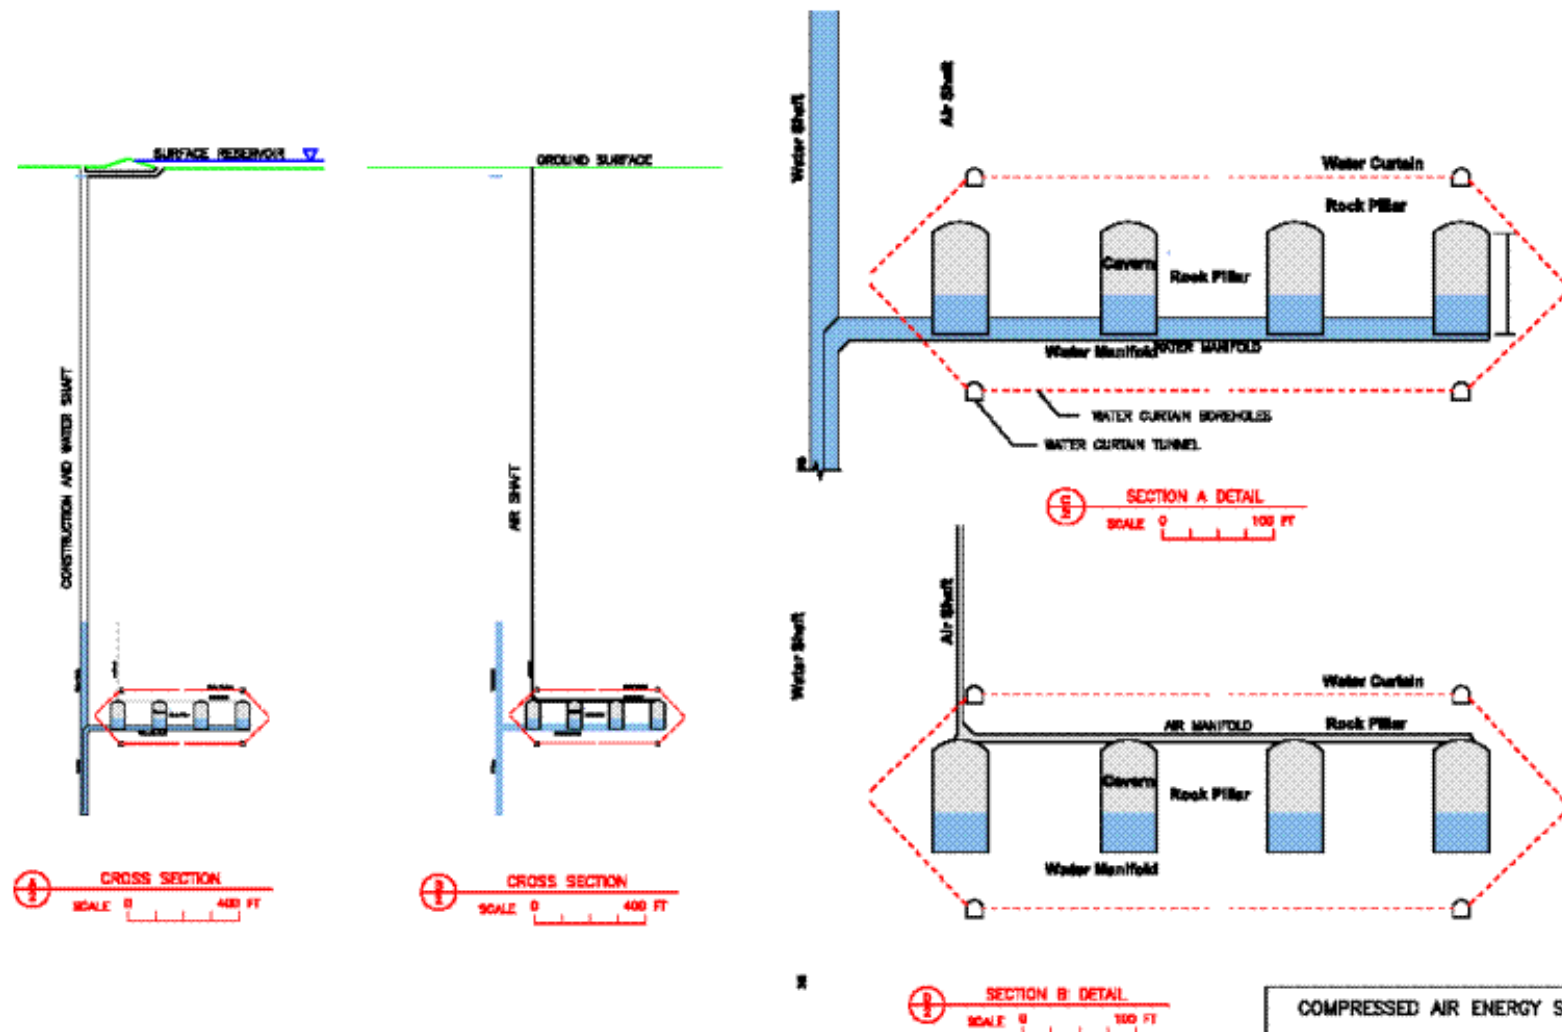 SURFACE RESERVOIR
CONSTRUCTION AND WATER SHAFT
CROSS SECTION
SCALE 0 400 FT
GROUND SURFACE
AIR SHAFT
CROSS SECTION
SCALE 0 400 FT
Water Shaft
Air Shaft
Water Curtain
Rock Pillar
Cavern
Rock Pillar
Water Manifold
WATER MANIFOLD
WATER CURTAIN BOREHOLES
WATER CURTAIN TUNNEL
SECTION A DETAIL
SCALE 0 100 FT
Water Shaft
Air Shaft
Water Curtain
AIR MANIFOLD
Rock Pillar
Cavern
Rock Pillar
Water Manifold
SECTION B DETAIL
SCALE 0 100 FT
COMPRESSED AIR ENERGY S